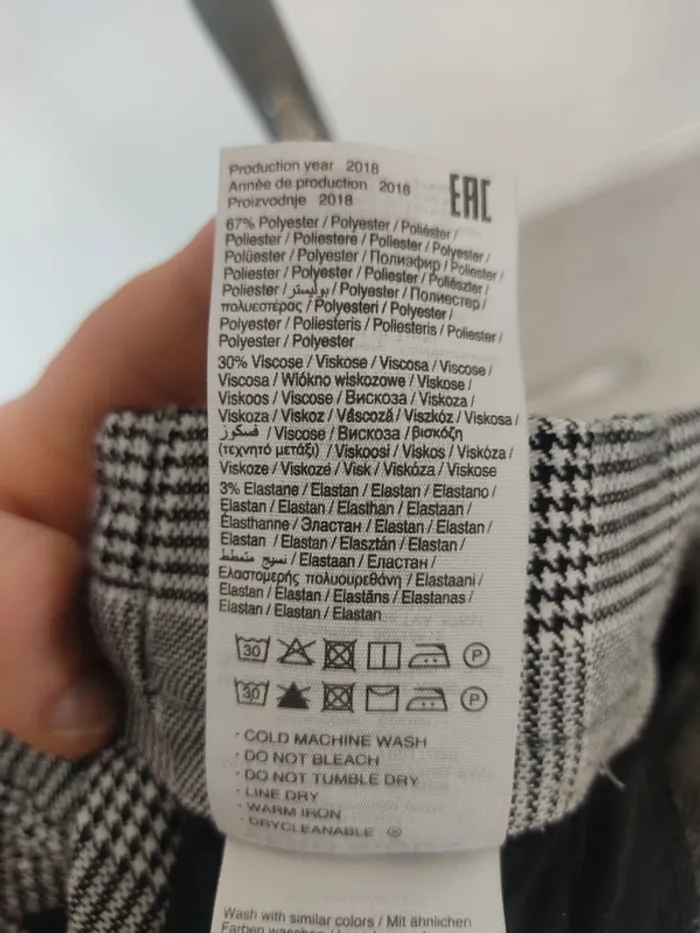 Production year 2018
Année de production 2018
Proizvodnje 2018
EAC
67% Polyester / Polyester / Poliéster /
Poliester / Poliestere / Poliester / Polyester /
Polüester / Polyester / Полиэфир / Poliester /
Poliester / Polyester / Poliester / Poliészter /
Poliester / بوليستر / Polyester / Полиестер /
πολυεστέρας / Polyesteri / Polyester /
Polyester / Poliesteris / Poliesteris / Poliester /
Polyester / Polyester
30% Viscose / Viskose / Viscosa / Viscose /
Viscosa / Włókno wiskozowe / Viskose /
Viskoos / Viscose / Вискоза / Viskoza /
Viskoza / Viskoz / Vâscoză / Viszkóz / Viskosa /
فسكوز / Viscose / Вискоза / βισκόζη
(τεχνητό μετάξι) / Viskoosi / Viskos / Viskóza /
Viskoze / Viskozė / Visk / Viskóza / Viskose
3% Elastane / Elastan / Elastan / Elastano /
Elastan / Elastan / Elasthan / Elastaan /
Elasthanne / Эластан / Elastan / Elastan /
Elastan / Elastan / Elasztán / Elastan /
نسيج متمطط / Elastaan / Еластан /
Ελαστομερής πολυουρεθάνη / Elastaani /
Elastan / Elastan / Elastāns / Elastanas /
Elastan / Elastan / Elastan
30 P
30 P
· COLD MACHINE WASH
· DO NOT BLEACH
· DO NOT TUMBLE DRY
· LINE DRY
· WARM IRON
· DRYCLEANABLE
Wash with similar colors / Mit ähnlichen
Farben waschen /